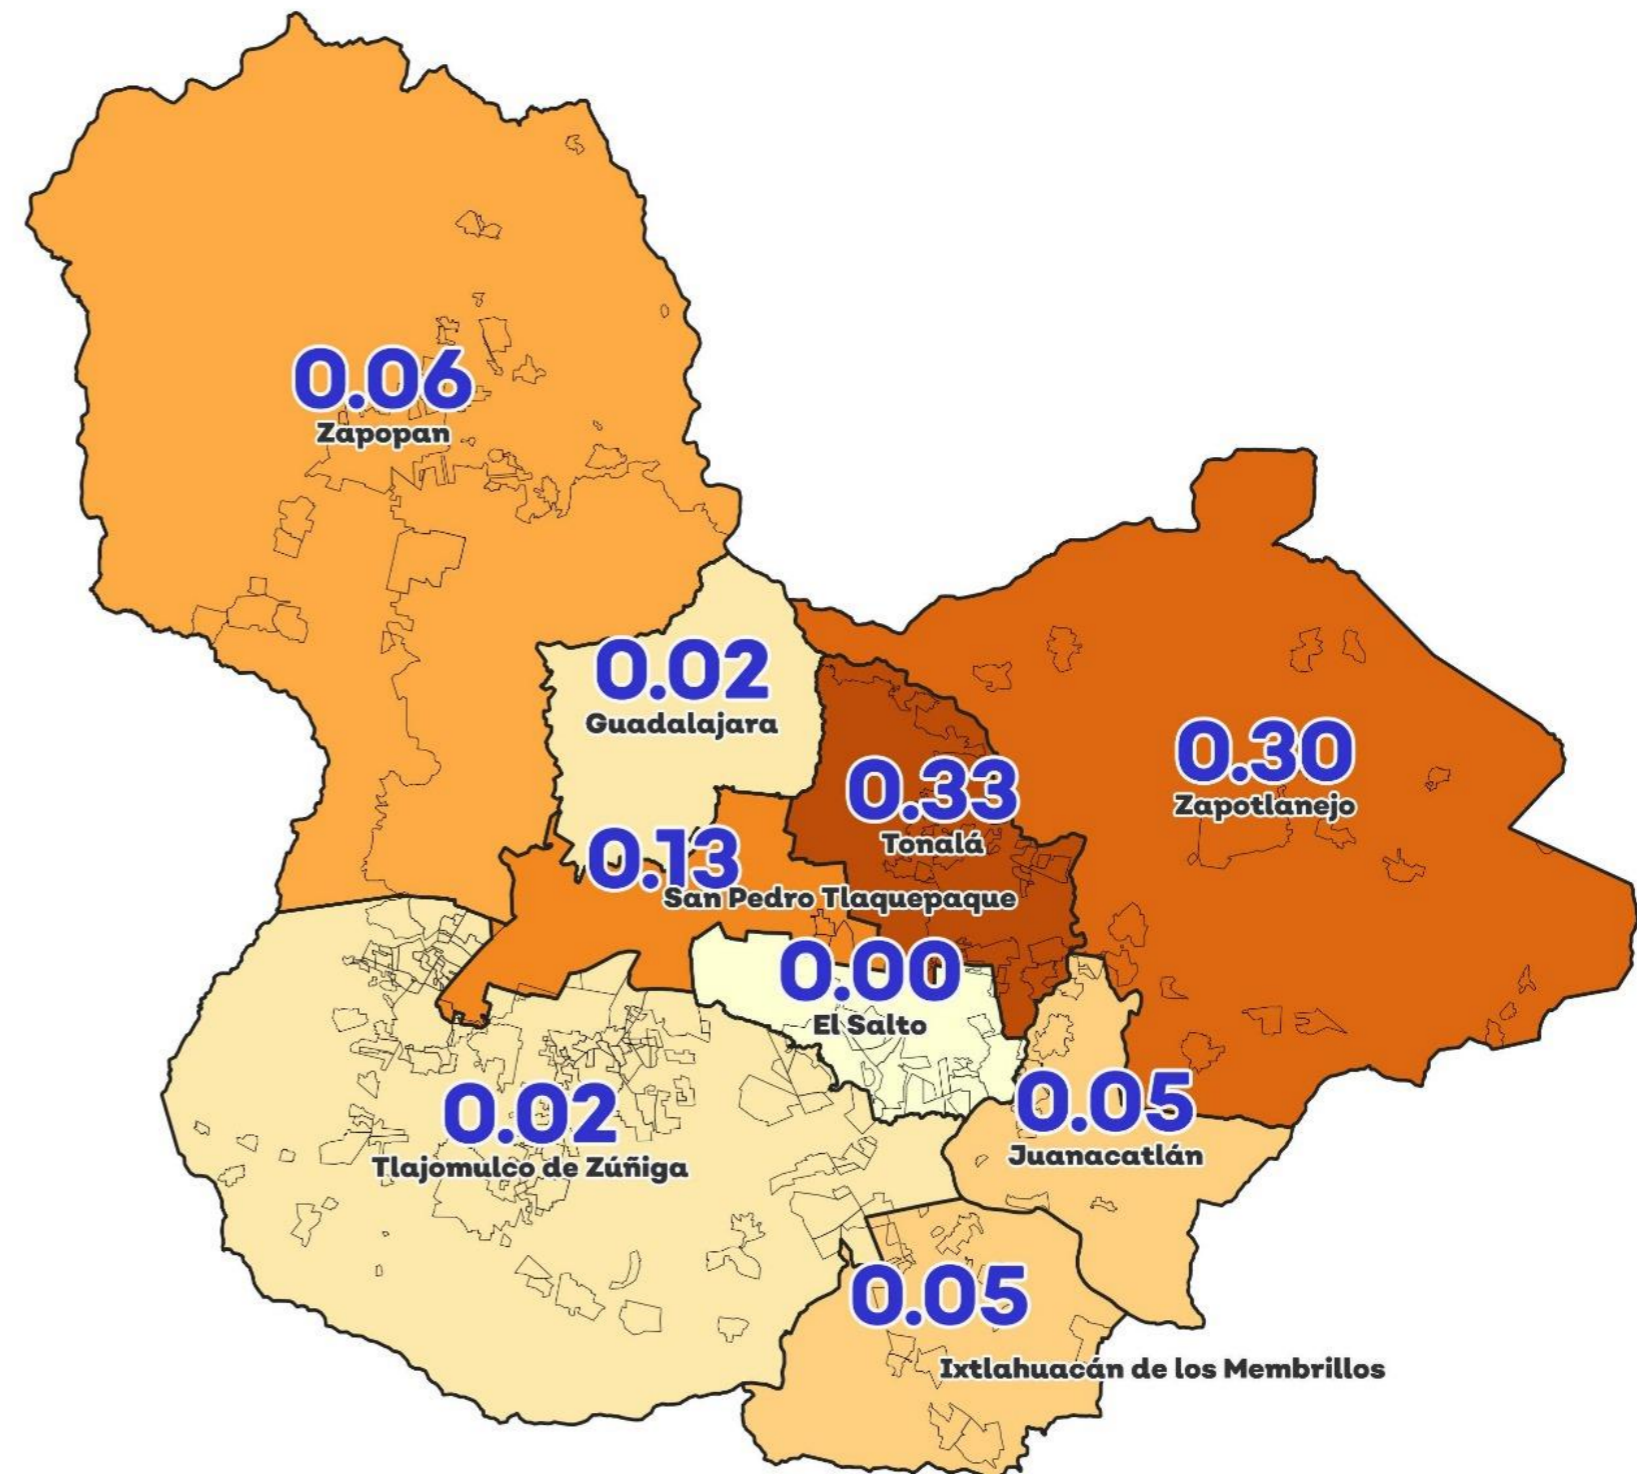 0.06
Zapopan
0.02
Guadalajara
0.30
Zapotlanejo
0.33
Tonalá
0.13
San Pedro Tlaquepaque
0.00
El Salto
0.02
Tlajomulco de Zúñiga
0.05
Juanacatlán
0.05
Ixtlahuacán de los Membrillos